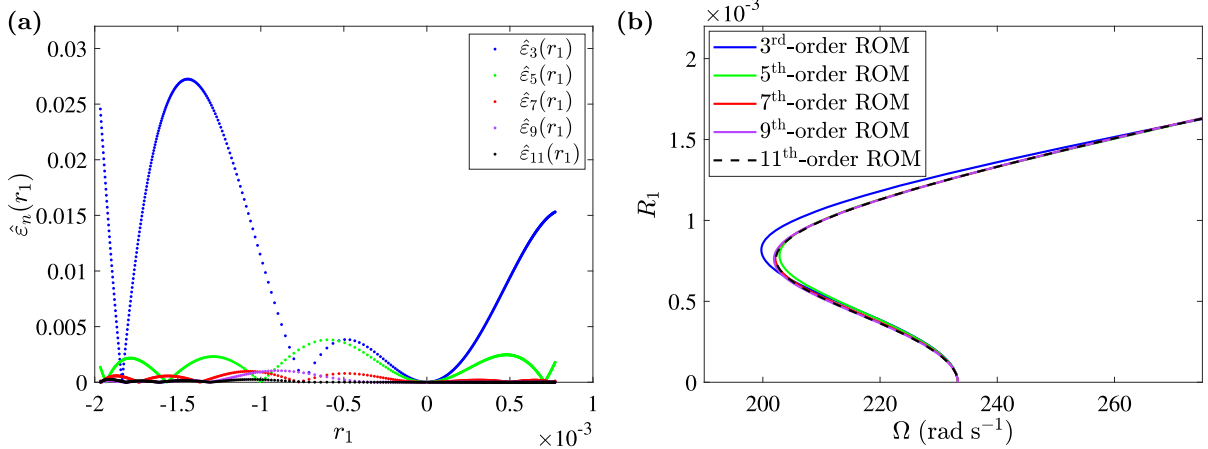 (a)
0.03
0.025
0.02
0.015
0.01
0.005
0
ε̂ₙ(r₁)
-2
-1.5
-1
-0.5
0
0.5
1
r₁
×10⁻³
ε̂₃(r₁)
ε̂₅(r₁)
ε̂₇(r₁)
ε̂₉(r₁)
ε̂₁₁(r₁)
(b)
×10⁻³
2
1.5
1
0.5
0
R₁
200
220
240
260
Ω (rad s⁻¹)
3ʳᵈ-order ROM
5ᵗʰ-order ROM
7ᵗʰ-order ROM
9ᵗʰ-order ROM
11ᵗʰ-order ROM